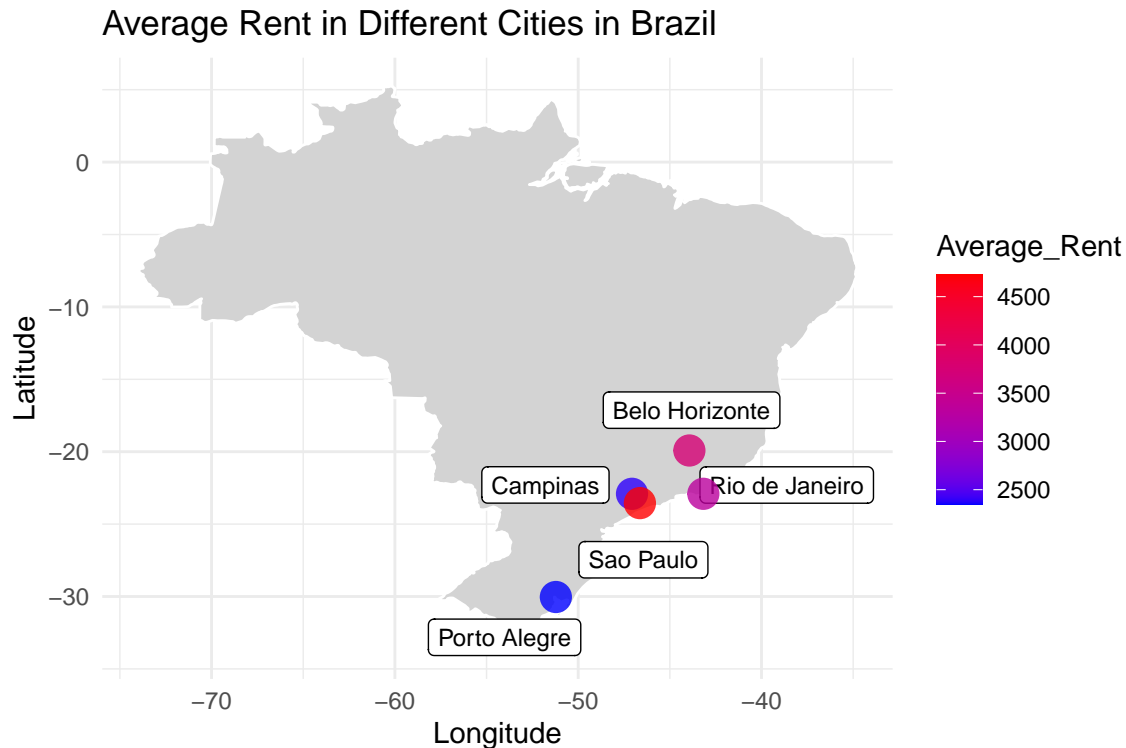 Average Rent in Different Cities in Brazil
0
−10
−20
−30
Latitude
Belo Horizonte
Campinas
Rio de Janeiro
Sao Paulo
Porto Alegre
−70
−60
−50
−40
Longitude
Average_Rent
4500
4000
3500
3000
2500